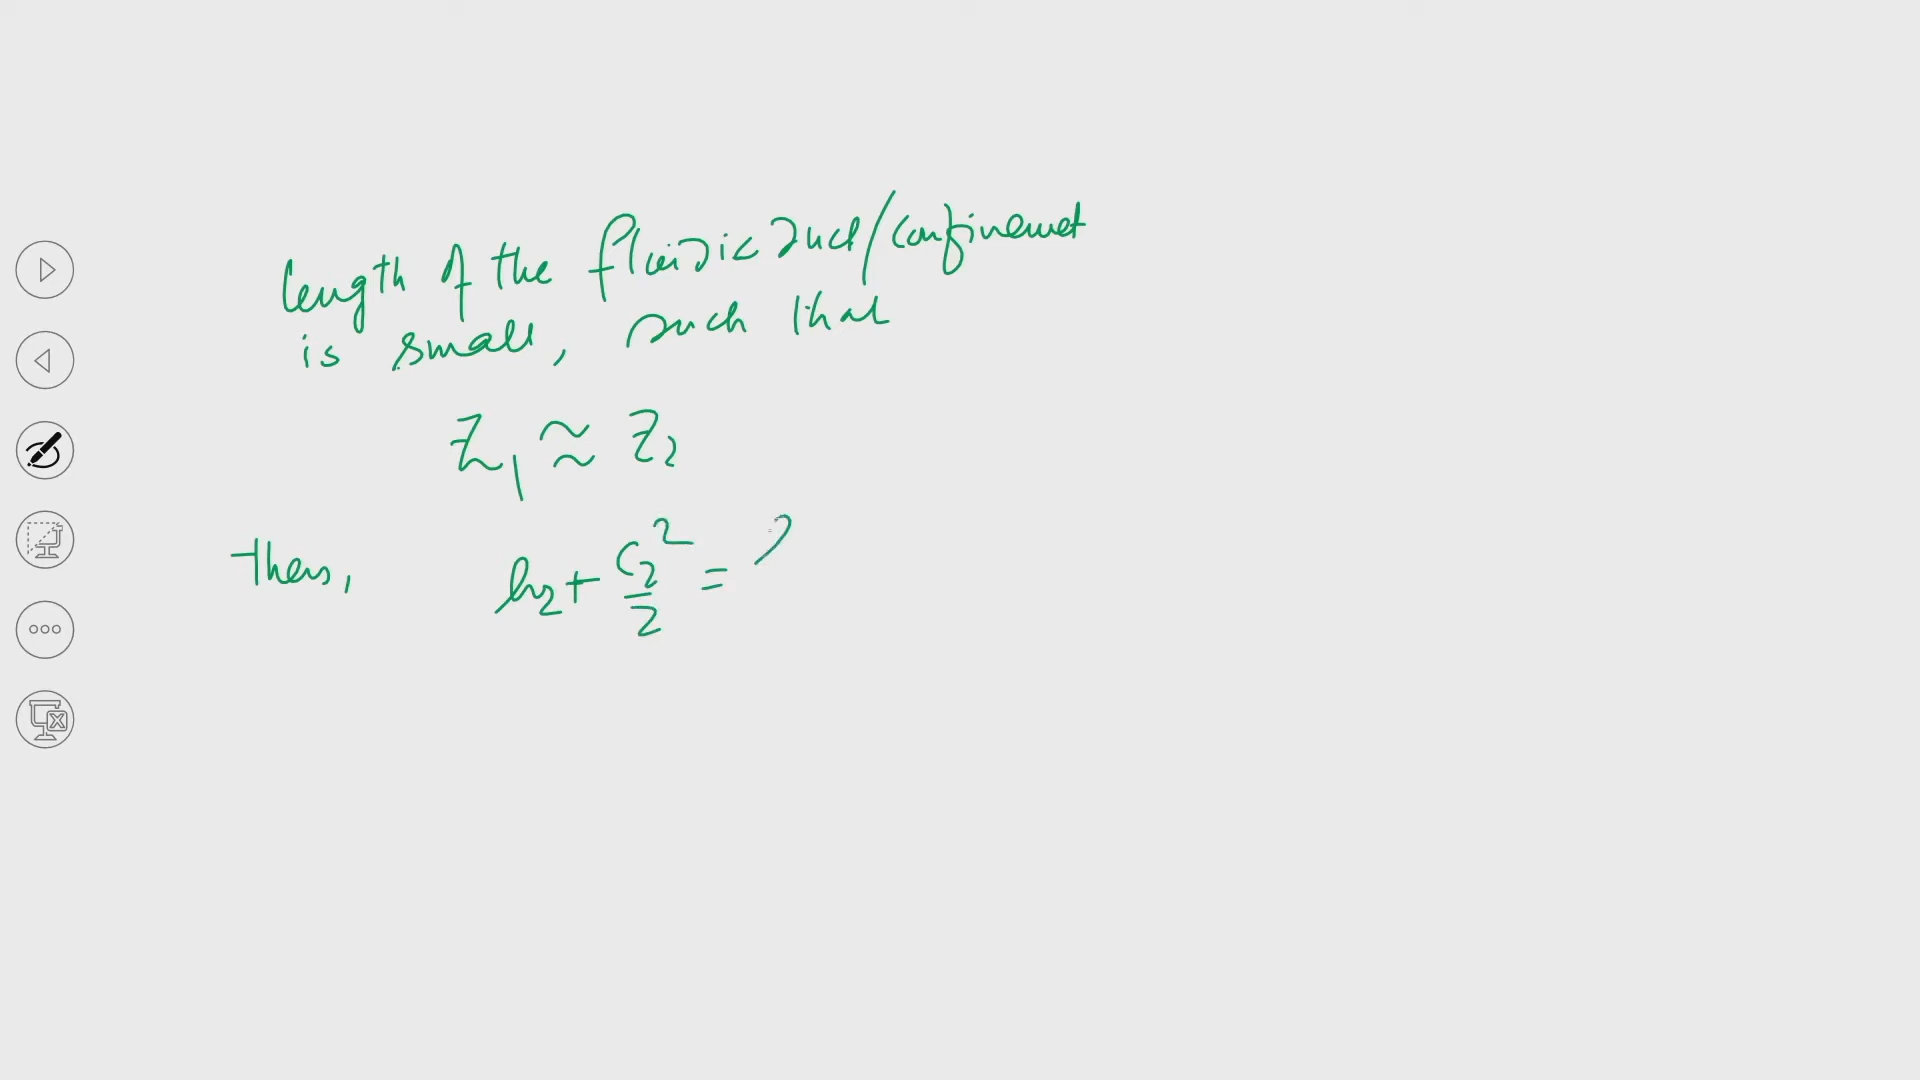 length of the fluidic duct/confinement
is small, such that
Z₁ ≈ Z₂
then, h₂ + C₂²/2 =